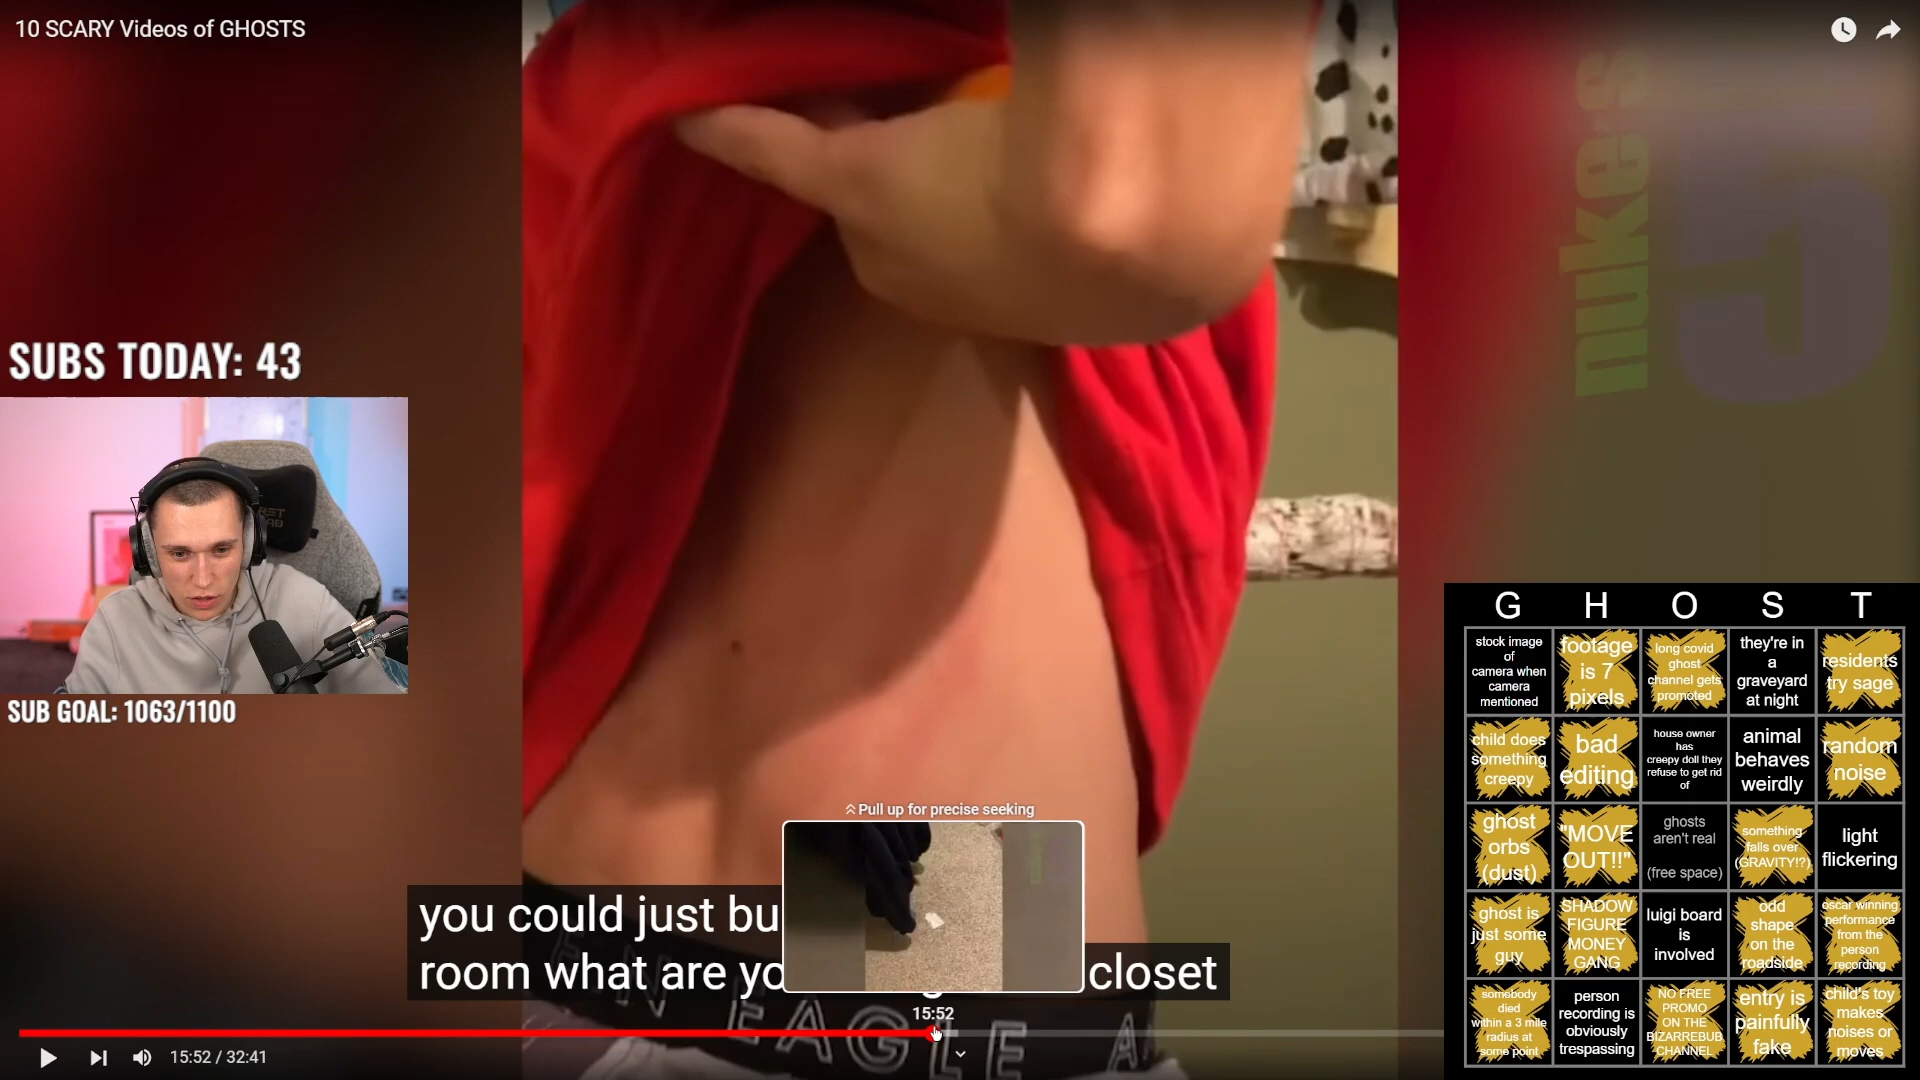 10 SCARY Videos of GHOSTS
nukes
SUBS TODAY: 43
SUB GOAL: 1063/1100
Pull up for precise seeking
you could just bu
room what are yo
closet
15:52
15:52 / 32:41
EAGLE
G H O S T
stock image
of
camera when
camera
mentioned
footage
is 7
pixels
long covid
ghost
channel gets
promoted
they're in
a
graveyard
at night
residents
try sage
child does
something
creepy
bad
editing
house owner
has
creepy doll they
refuse to get rid
of
animal
behaves
weirdly
random
noise
ghost
orbs
(dust)
"MOVE
OUT!!"
ghosts
aren't real
(free space)
something
falls over
(GRAVITY!?)
light
flickering
ghost is
just some
guy
SHADOW
FIGURE
MONEY
GANG
luigi board
is
involved
odd
shape
on the
roadside
oscar winning
performance
from the
person
recording
somebody
died
within a 3 mile
radius at
some point
person
recording is
obviously
trespassing
NO FREE
PROMO
ON THE
BIZARREBUB
CHANNEL
entry is
painfully
fake
child's toy
makes
noises or
moves